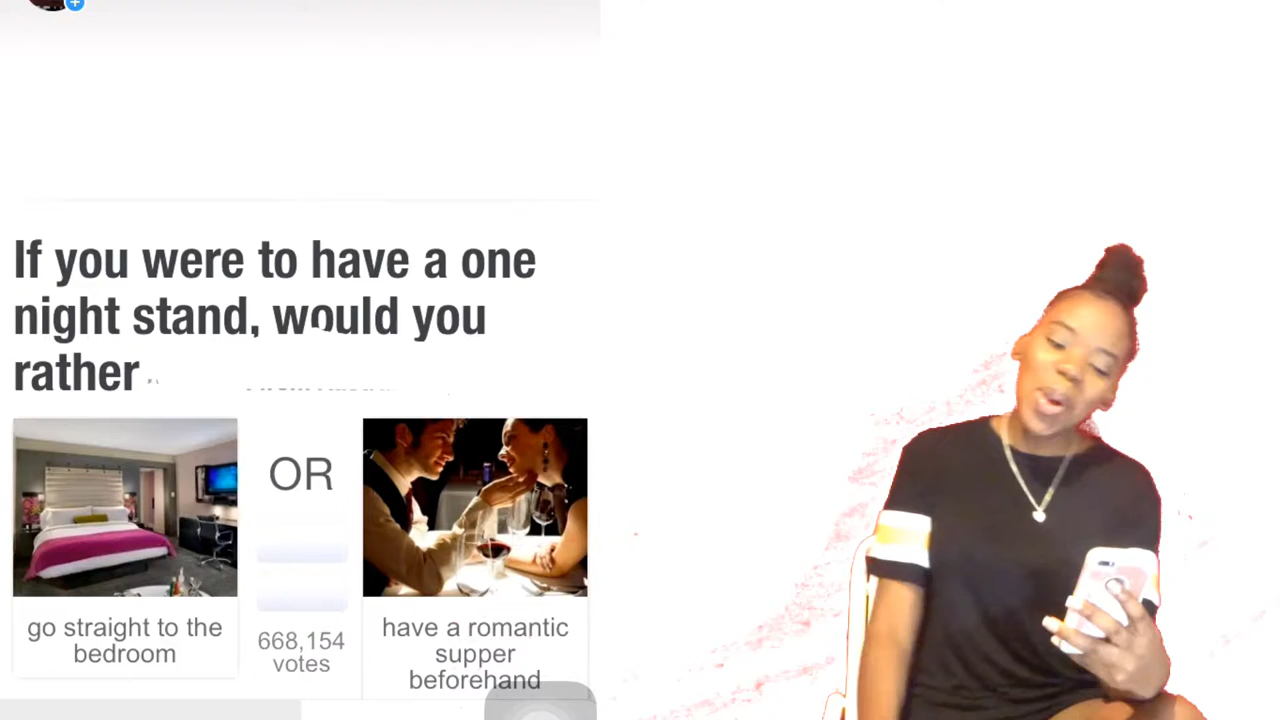 If you were to have a one
night stand, would you
rather
OR
go straight to the
bedroom
668,154
votes
have a romantic
supper
beforehand